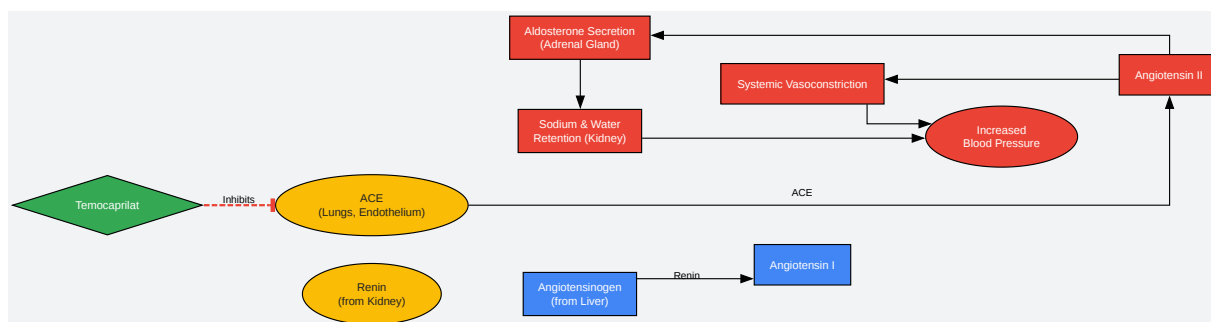 Aldosterone Secretion
(Adrenal Gland)
Angiotensin II
Systemic Vasoconstriction
Sodium & Water
Retention (Kidney)
Increased
Blood Pressure
Temocaprilat
Inhibits
ACE
(Lungs, Endothelium)
ACE
Renin
(from Kidney)
Angiotensinogen
(from Liver)
Renin
Angiotensin I